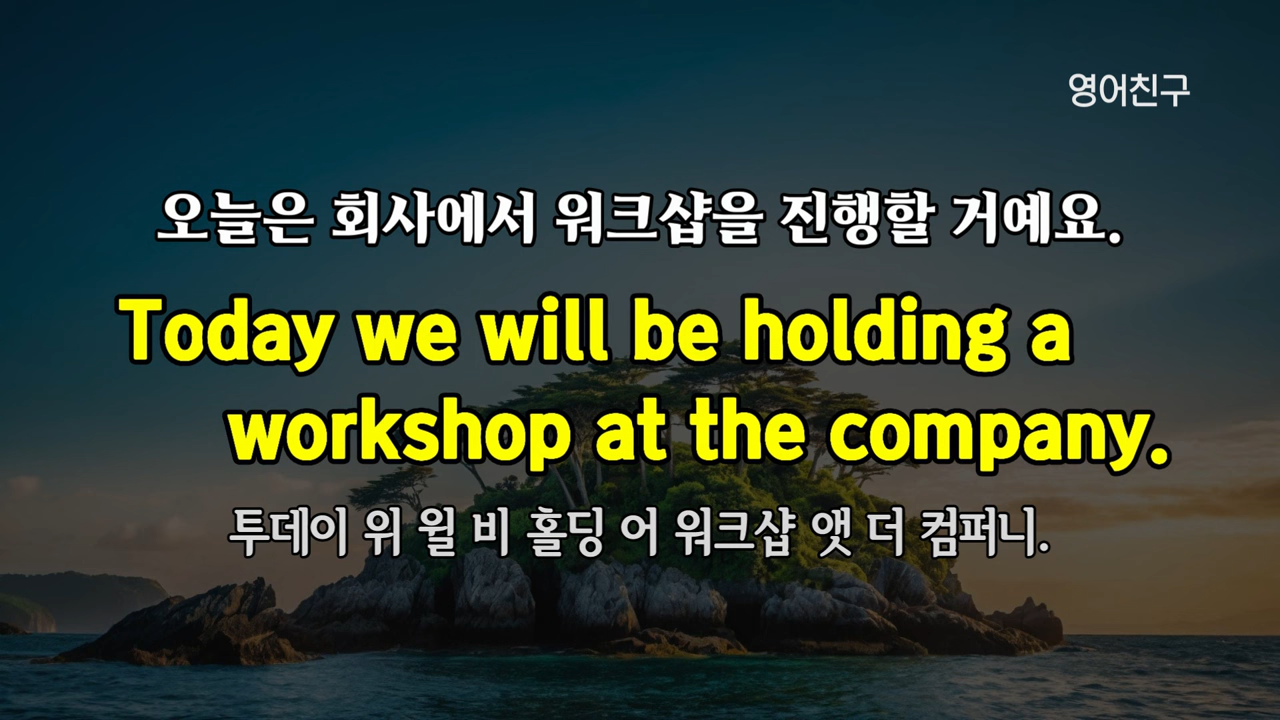 영어친구
오늘은 회사에서 워크샵을 진행할 거예요.
Today we will be holding a
workshop at the company.
투데이 위 윌 비 홀딩 어 워크샵 앳 더 컴퍼니.